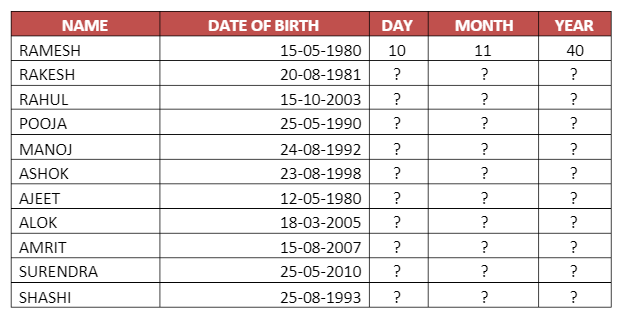 NAME DATE OF BIRTH DAY MONTH YEAR
RAMESH 15-05-1980 10 11 40
RAKESH 20-08-1981 ? ? ?
RAHUL 15-10-2003 ? ? ?
POOJA 25-05-1990 ? ? ?
MANOJ 24-08-1992 ? ? ?
ASHOK 23-08-1998 ? ? ?
AJEET 12-05-1980 ? ? ?
ALOK 18-03-2005 ? ? ?
AMRIT 15-08-2007 ? ? ?
SURENDRA 25-05-2010 ? ? ?
SHASHI 25-08-1993 ? ? ?